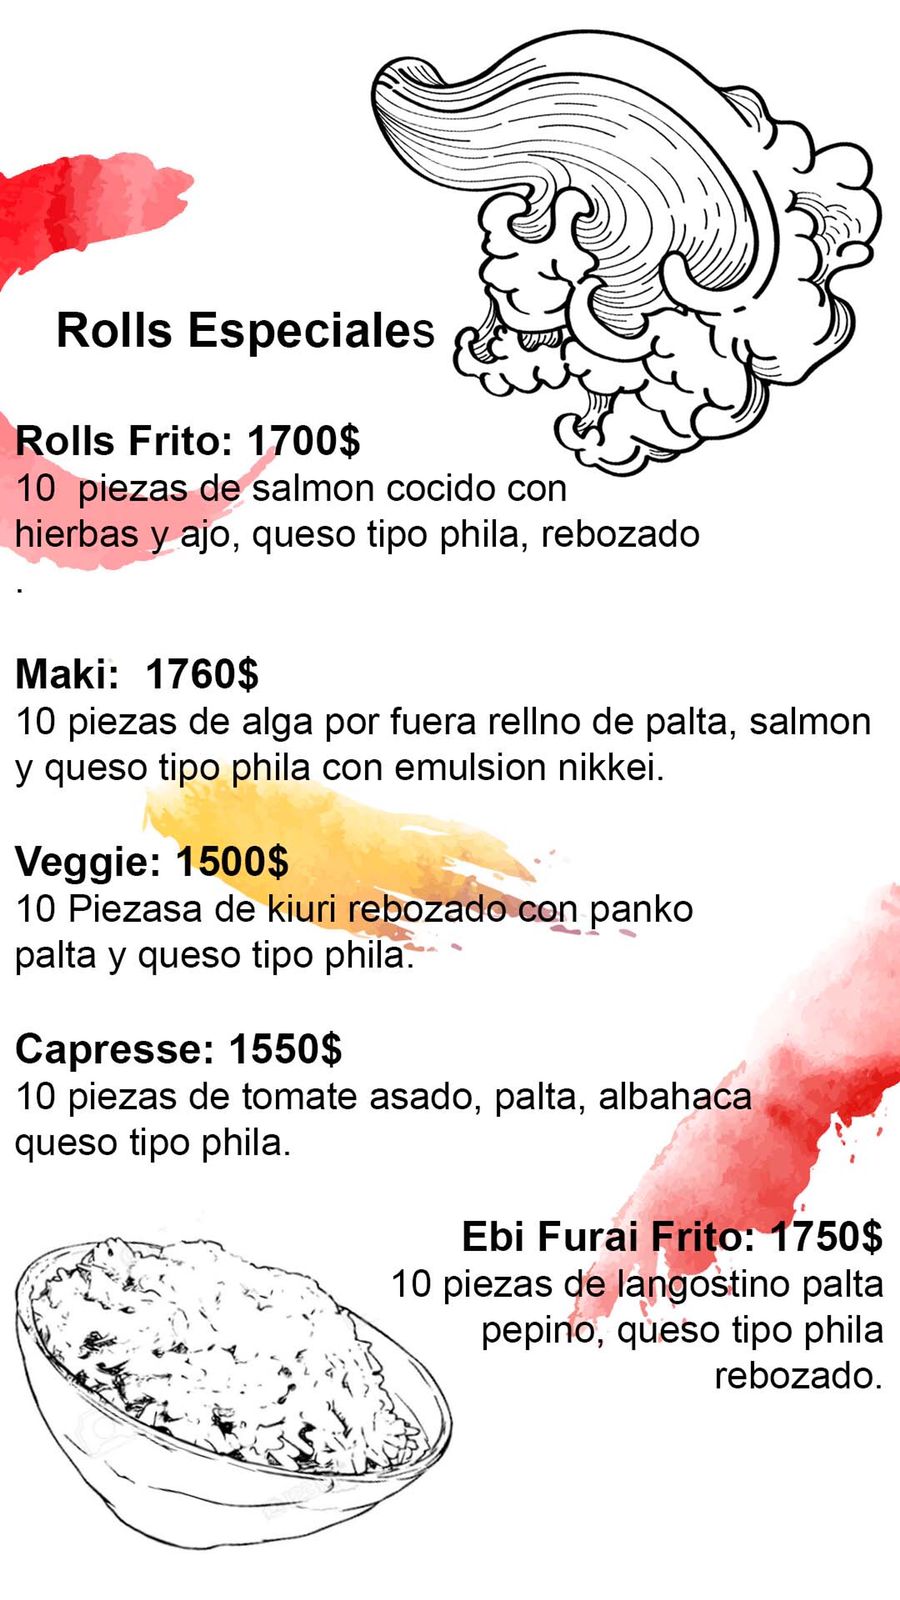 Rolls Especiales
Rolls Frito: 1700$
10  piezas de salmon cocido con
hierbas y ajo, queso tipo phila, rebozado
.
Maki:  1760$
10 piezas de alga por fuera rellno de palta, salmon
y queso tipo phila con emulsion nikkei.
Veggie: 1500$
10 Piezasa de kiuri rebozado con panko
palta y queso tipo phila.
Capresse: 1550$
10 piezas de tomate asado, palta, albahaca
queso tipo phila.
Ebi Furai Frito: 1750$
10 piezas de langostino palta
pepino, queso tipo phila
rebozado.